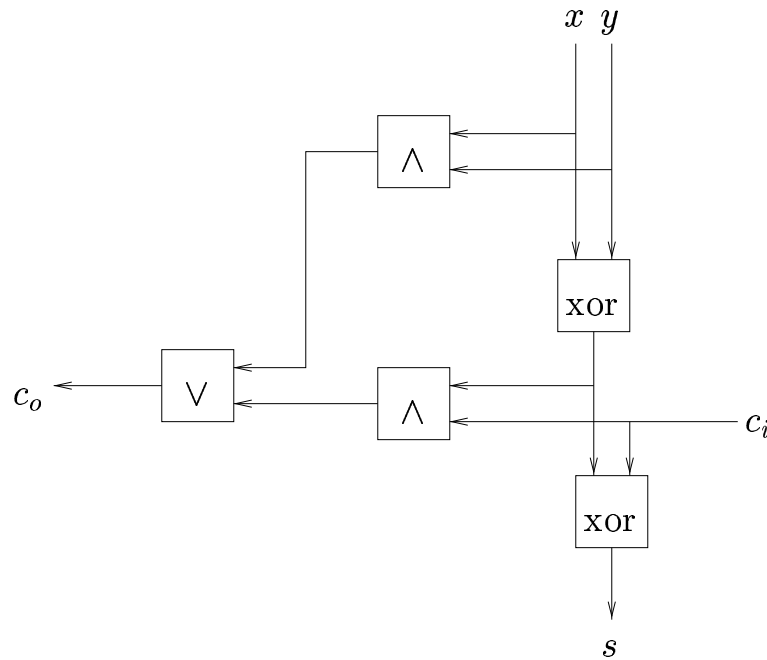 x y
∧
xor
c_o ∨ ∧ c_i
xor
s